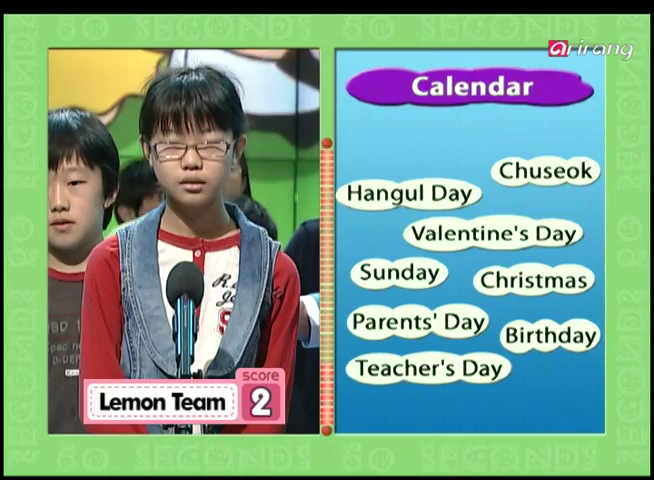 60 SECONDS
arirang
Calendar
Chuseok
Hangul Day
Valentine's Day
Sunday
Christmas
Parents' Day
Birthday
Teacher's Day
score
Lemon Team
2